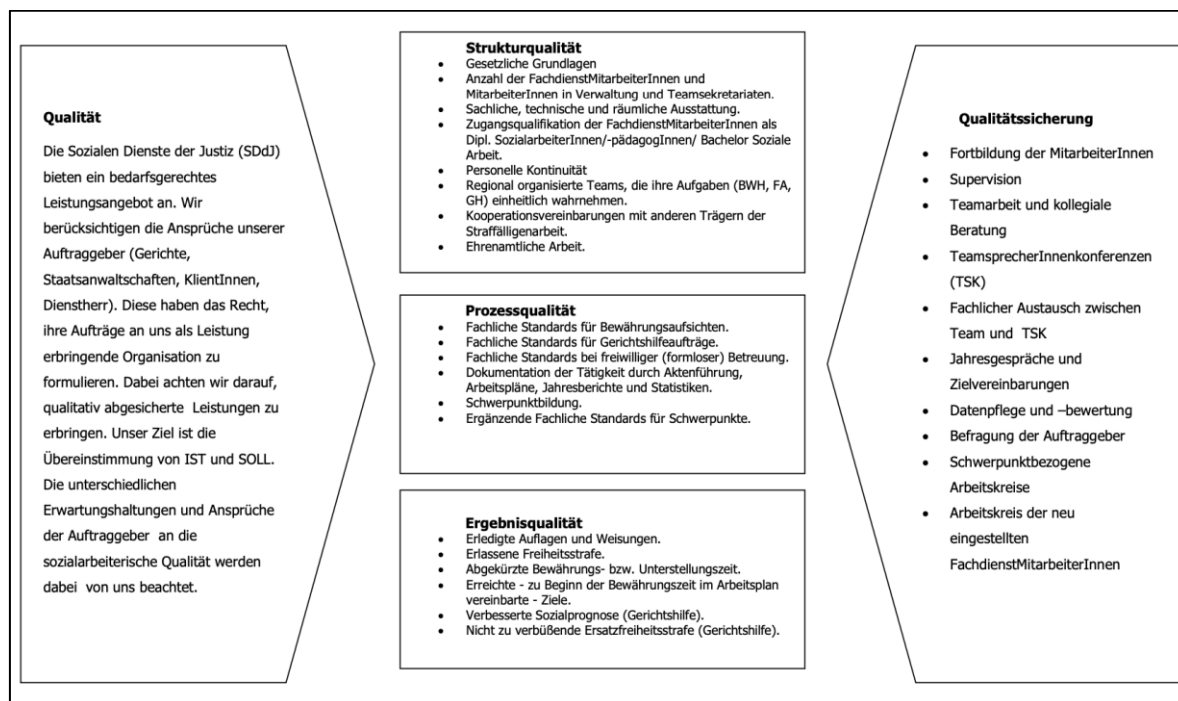 Qualität
Die Sozialen Dienste der Justiz (SDdJ)
bieten ein bedarfsgerechtes
Leistungsangebot an. Wir
berücksichtigen die Ansprüche unserer
Auftraggeber (Gerichte,
Staatsanwaltschaften, KlientInnen,
Dienstherr). Diese haben das Recht,
ihre Aufträge an uns als Leistung
erbringende Organisation zu
formulieren. Dabei achten wir darauf,
qualitativ abgesicherte Leistungen zu
erbringen. Unser Ziel ist die
Übereinstimmung von IST und SOLL.
Die unterschiedlichen
Erwartungshaltungen und Ansprüche
der Auftraggeber an die
sozialarbeiterische Qualität werden
dabei von uns beachtet.
Strukturqualität
• Gesetzliche Grundlagen
• Anzahl der FachdienstMitarbeiterInnen und
MitarbeiterInnen in Verwaltung und Teamsekretariaten.
• Sachliche, technische und räumliche Ausstattung.
• Zugangsqualifikation der FachdienstMitarbeiterInnen als
Dipl. SozialarbeiterInnen/-pädagogInnen/ Bachelor Soziale
Arbeit.
• Personelle Kontinuität
• Regional organisierte Teams, die ihre Aufgaben (BWH, FA,
GH) einheitlich wahrnehmen.
• Kooperationsvereinbarungen mit anderen Trägern der
Straffälligenarbeit.
• Ehrenamtliche Arbeit.
Prozessqualität
• Fachliche Standards für Bewährungsaufsichten.
• Fachliche Standards für Gerichtshilfeaufträge.
• Fachliche Standards bei freiwilliger (formloser) Betreuung.
• Dokumentation der Tätigkeit durch Aktenführung,
Arbeitspläne, Jahresberichte und Statistiken.
• Schwerpunktbildung.
• Ergänzende Fachliche Standards für Schwerpunkte.
Ergebnisqualität
• Erledigte Auflagen und Weisungen.
• Erlassene Freiheitsstrafe.
• Abgekürzte Bewährungs- bzw. Unterstellungszeit.
• Erreichte - zu Beginn der Bewährungszeit im Arbeitsplan
vereinbarte - Ziele.
• Verbesserte Sozialprognose (Gerichtshilfe).
• Nicht zu verbüßende Ersatzfreiheitsstrafe (Gerichtshilfe).
Qualitätssicherung
• Fortbildung der MitarbeiterInnen
• Supervision
• Teamarbeit und kollegiale
Beratung
• TeamsprecherInnenkonferenzen
(TSK)
• Fachlicher Austausch zwischen
Team und TSK
• Jahresgespräche und
Zielvereinbarungen
• Datenpflege und –bewertung
• Befragung der Auftraggeber
• Schwerpunktbezogene
Arbeitskreise
• Arbeitskreis der neu
eingestellten
FachdienstMitarbeiterInnen